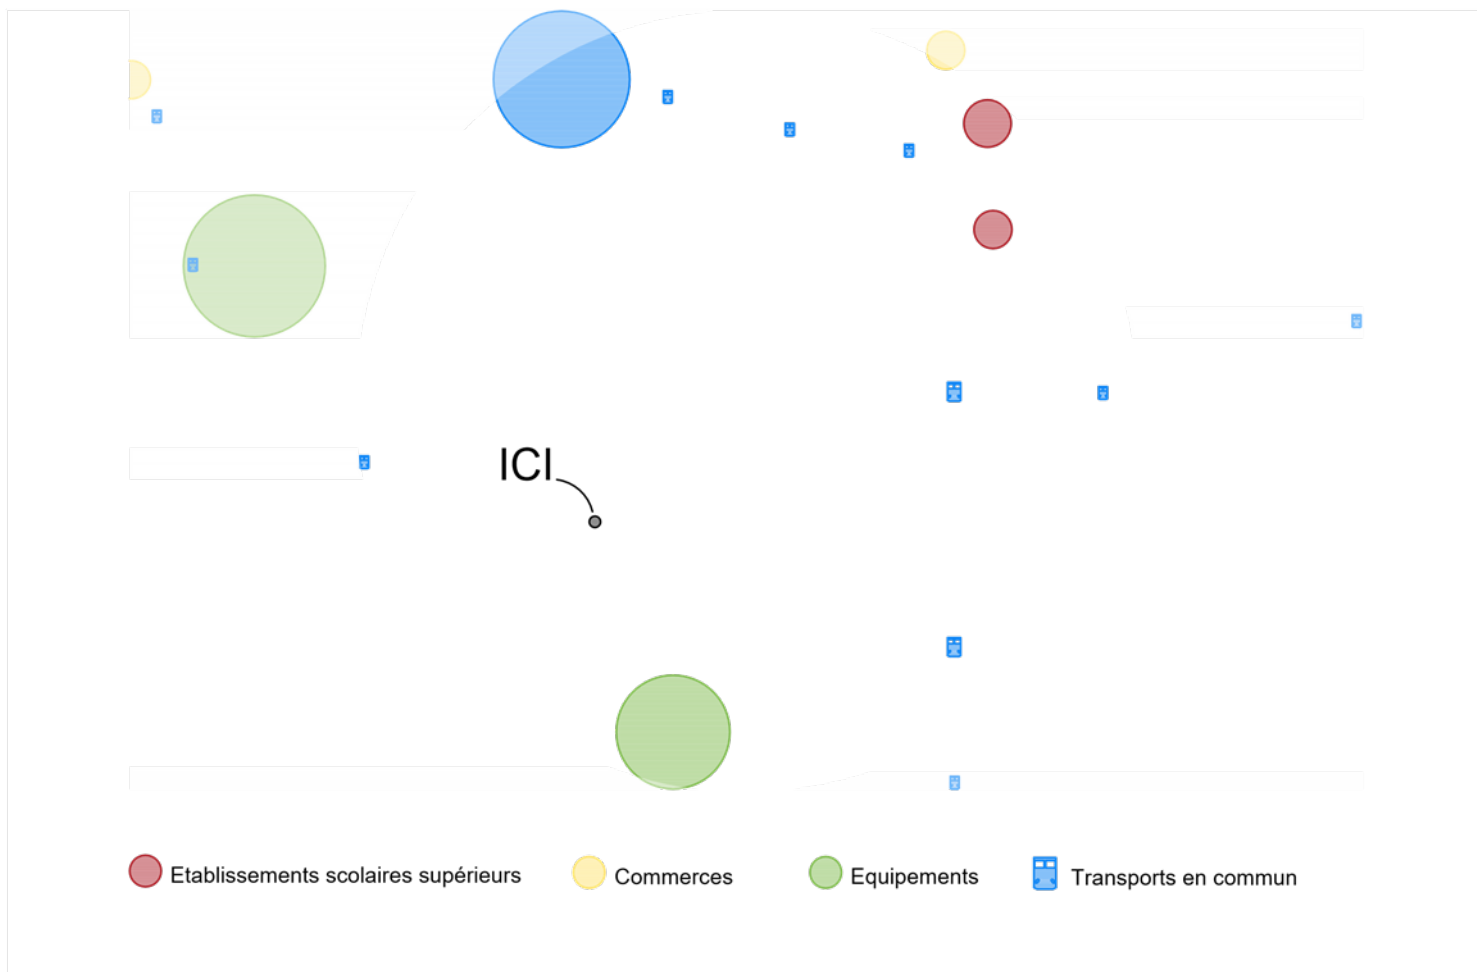 ICI
Etablissements scolaires supérieurs
Commerces
Equipements
Transports en commun